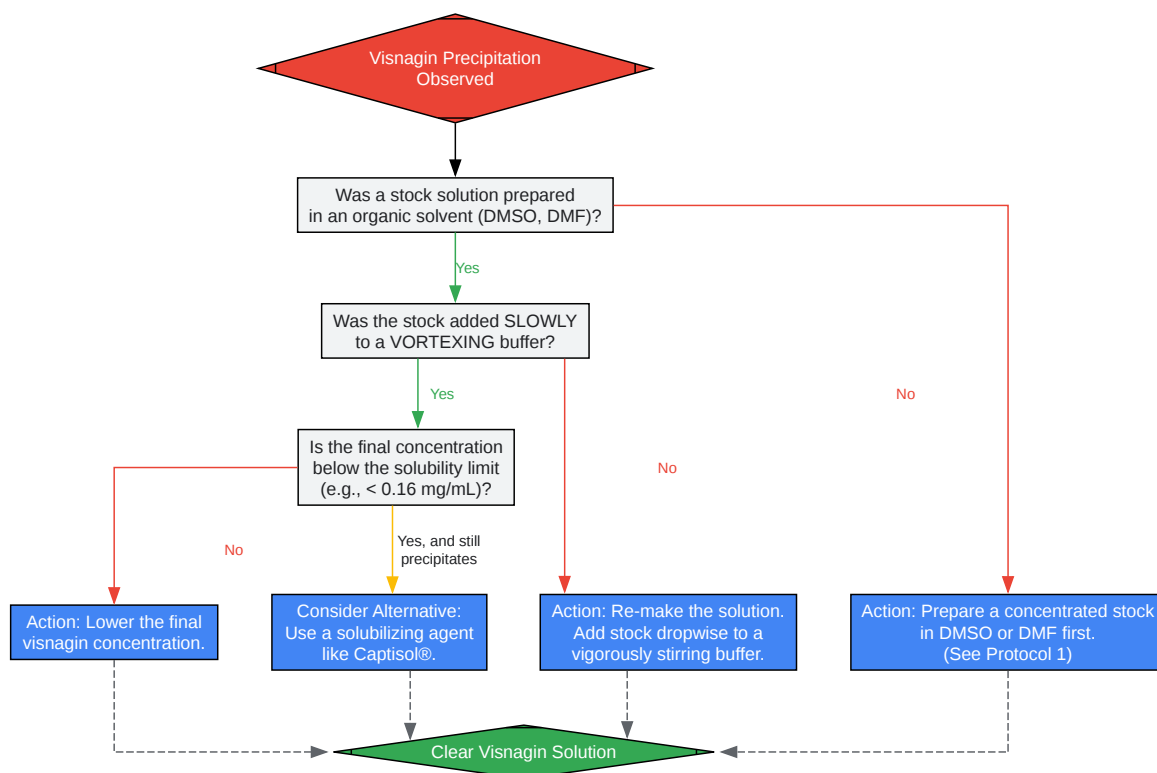 Visnagin Precipitation
Observed
Was a stock solution prepared
in an organic solvent (DMSO, DMF)?
Yes
Was the stock added SLOWLY
to a VORTEXING buffer?
Yes
No
Is the final concentration
below the solubility limit
(e.g., < 0.16 mg/mL)?
No
Yes, and still
precipitates
No
Action: Lower the final
visnagin concentration.
Consider Alternative:
Use a solubilizing agent
like Captisol®.
Action: Re-make the solution.
Add stock dropwise to a
vigorously stirring buffer.
Action: Prepare a concentrated stock
in DMSO or DMF first.
(See Protocol 1)
Clear Visnagin Solution